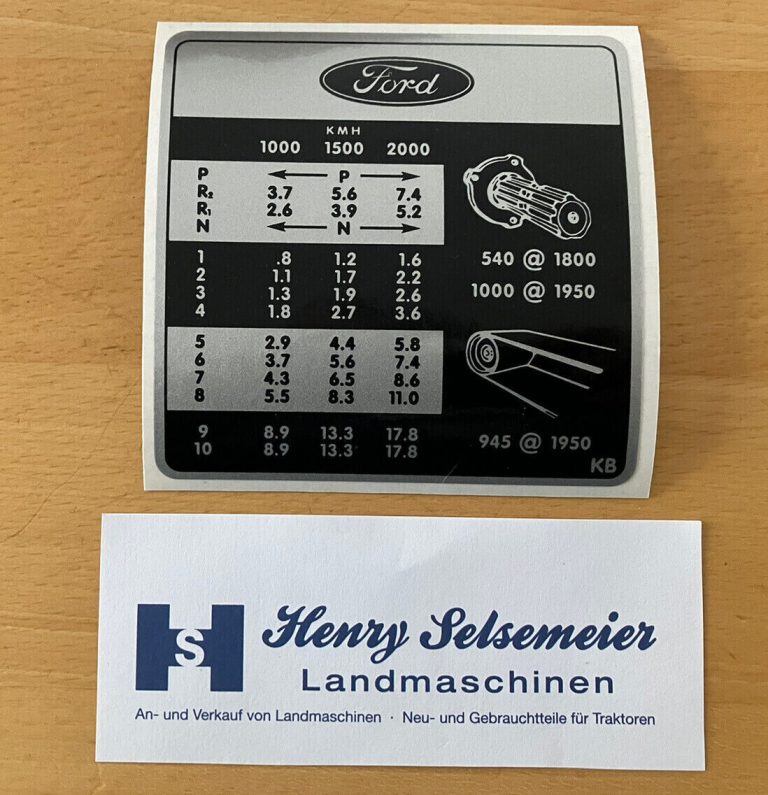 Ford
KMH
1000 1500 2000
P ← P →
R₂ 3.7 5.6 7.4
R₁ 2.6 3.9 5.2
N ← N →
1 .8 1.2 1.6
2 1.1 1.7 2.2
3 1.3 1.9 2.6
4 1.8 2.7 3.6
5 2.9 4.4 5.8
6 3.7 5.6 7.4
7 4.3 6.5 8.6
8 5.5 8.3 11.0
9 8.9 13.3 17.8
10 8.9 13.3 17.8
540 @ 1800
1000 @ 1950
945 @ 1950
KB
HS
Henry Selsemeier
Landmaschinen
An- und Verkauf von Landmaschinen · Neu- und Gebrauchtteile für Traktoren